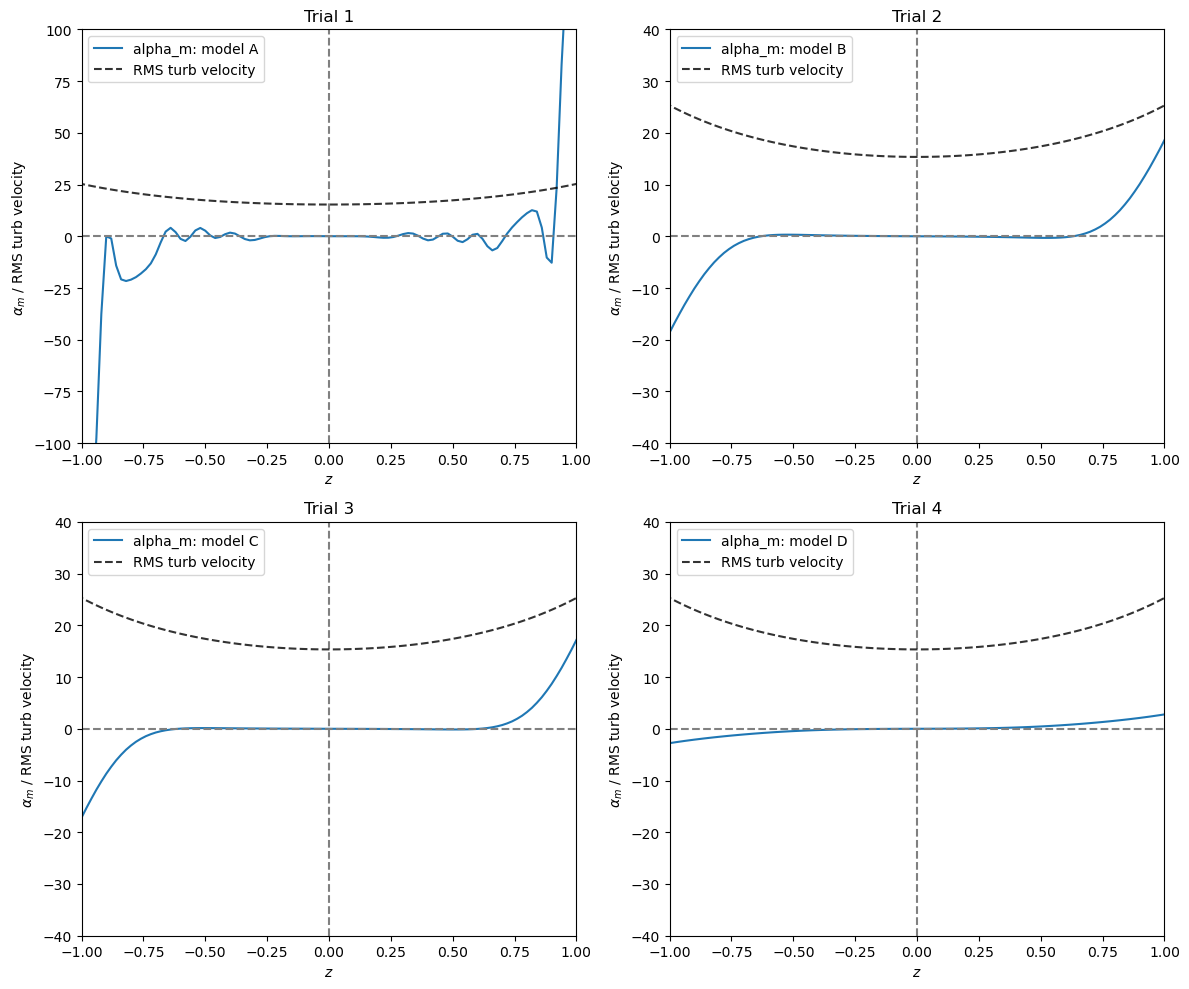 Trial 1
alpha_m: model A
RMS turb velocity
100
75
50
25
0
−25
−50
−75
−100
α_m / RMS turb velocity
−1.00 −0.75 −0.50 −0.25 0.00 0.25 0.50 0.75 1.00
z
Trial 2
alpha_m: model B
RMS turb velocity
40
30
20
10
0
−10
−20
−30
−40
α_m / RMS turb velocity
−1.00 −0.75 −0.50 −0.25 0.00 0.25 0.50 0.75 1.00
z
Trial 3
alpha_m: model C
RMS turb velocity
40
30
20
10
0
−10
−20
−30
−40
α_m / RMS turb velocity
−1.00 −0.75 −0.50 −0.25 0.00 0.25 0.50 0.75 1.00
z
Trial 4
alpha_m: model D
RMS turb velocity
40
30
20
10
0
−10
−20
−30
−40
α_m / RMS turb velocity
−1.00 −0.75 −0.50 −0.25 0.00 0.25 0.50 0.75 1.00
z